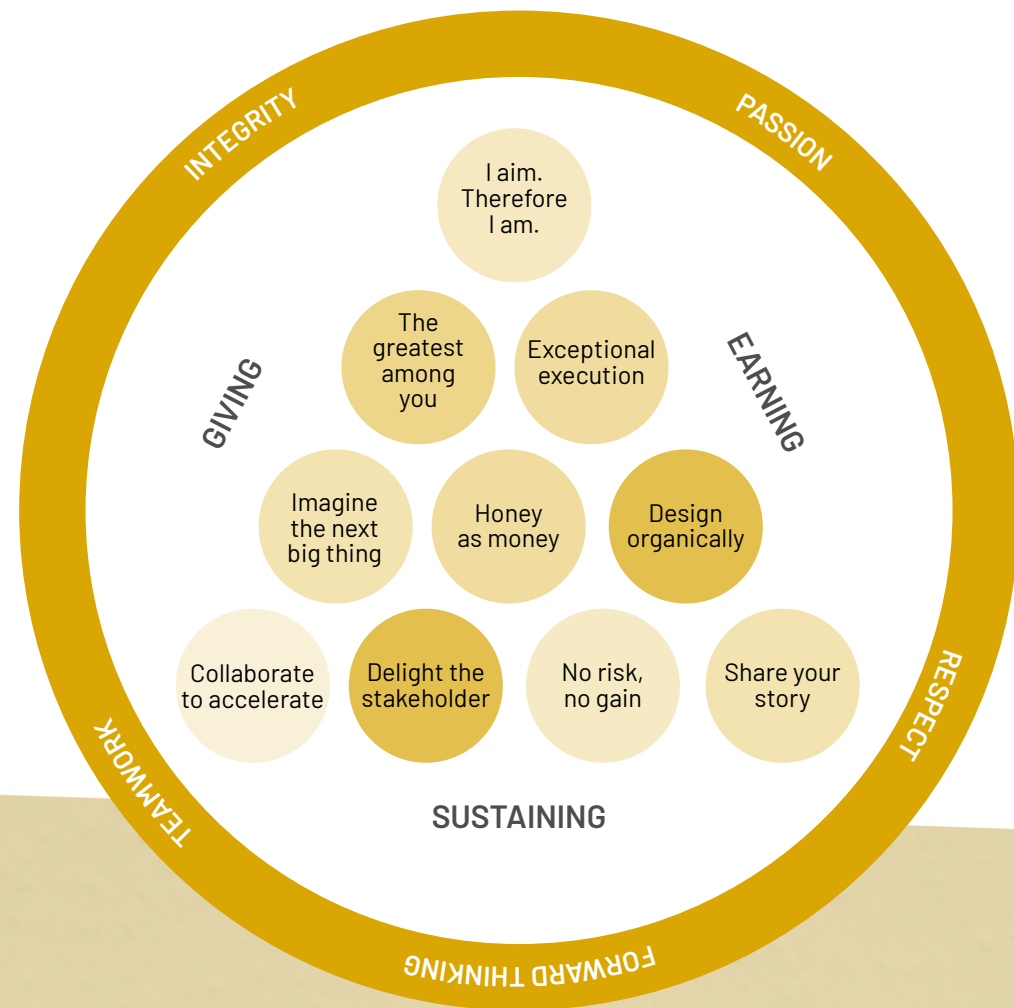 INTEGRITY
PASSION
I aim.
Therefore
I am.
The
greatest
among
you
Exceptional
execution
GIVING
EARNING
Imagine
the next
big thing
Honey
as money
Design
organically
Collaborate
to accelerate
Delight the
stakeholder
No risk,
no gain
Share your
story
RESPECT
TEAMWORK
SUSTAINING
FORWARD THINKING